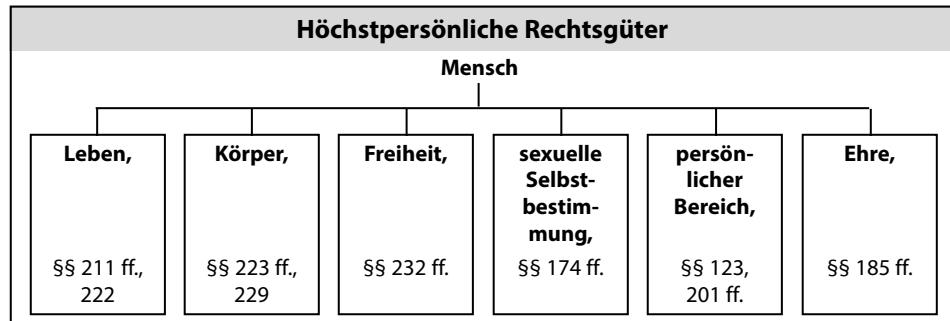 Höchstpersönliche Rechtsgüter
Mensch
Leben,
§§ 211 ff.,
222
Körper,
§§ 223 ff.,
229
Freiheit,
§§ 232 ff.
sexuelle
Selbst-
bestim-
mung,
§§ 174 ff.
persön-
licher
Bereich,
§§ 123,
201 ff.
Ehre,
§§ 185 ff.